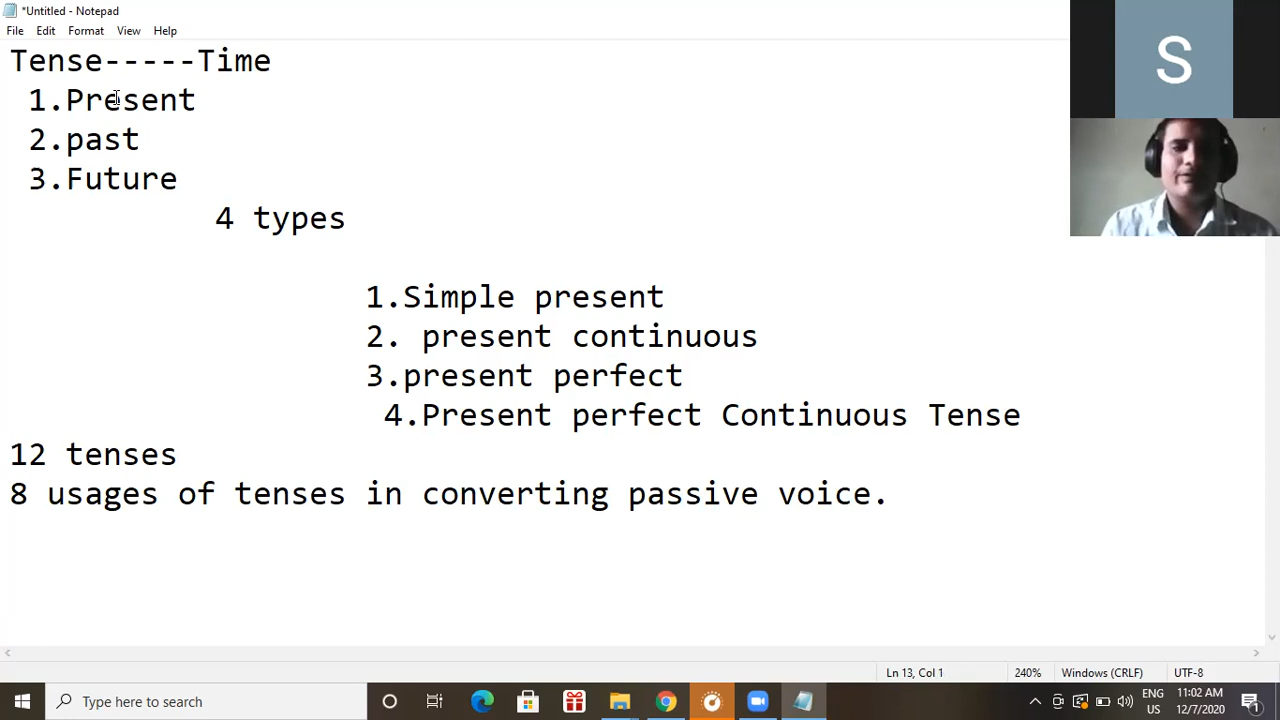 *Untitled - Notepad
File Edit Format View Help
Tense-----Time
1.Present
2.past
3.Future
4 types
1.Simple present
2. present continuous
3.present perfect
4.Present perfect Continuous Tense
12 tenses
8 usages of tenses in converting passive voice.
S
Ln 13, Col 1 240% Windows (CRLF) UTF-8
Type here to search
ENG
US
11:02 AM
12/7/2020
1